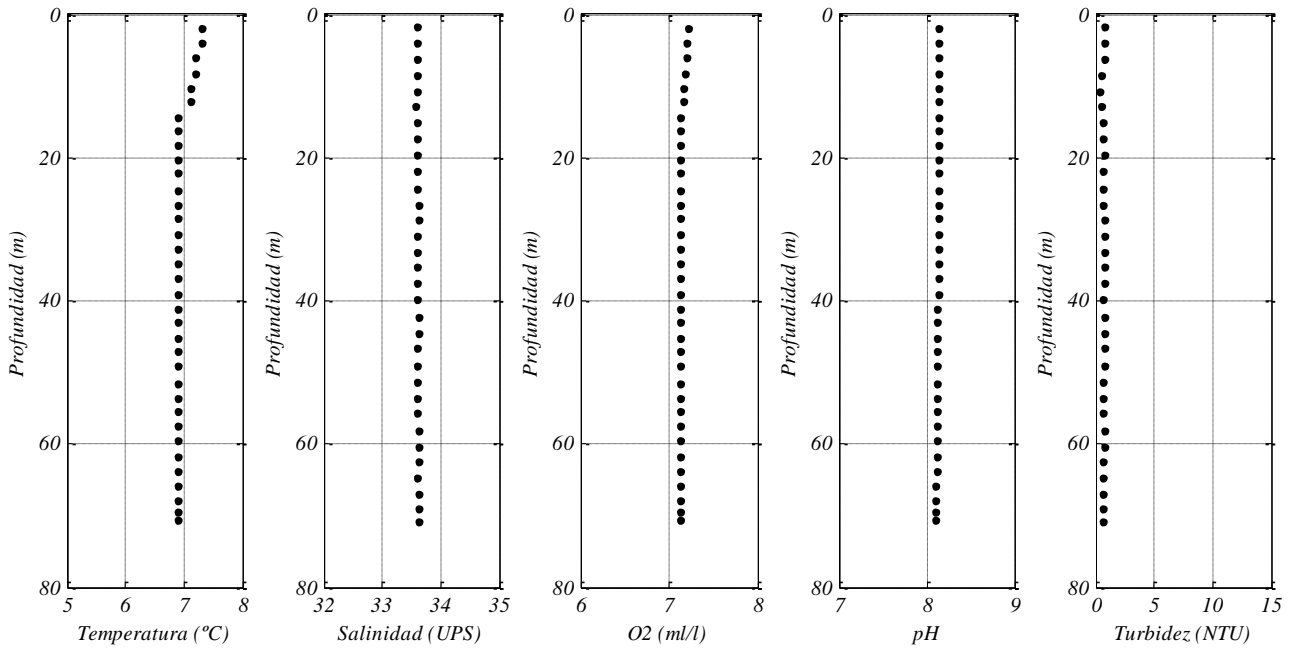 0
20
40
60
80
Profundidad (m)
5 6 7 8
Temperatura (ºC)
0
20
40
60
80
Profundidad (m)
32 33 34 35
Salinidad (UPS)
0
20
40
60
80
Profundidad (m)
6 7 8
O2 (ml/l)
0
20
40
60
80
Profundidad (m)
7 8 9
pH
0
20
40
60
80
Profundidad (m)
0 5 10 15
Turbidez (NTU)